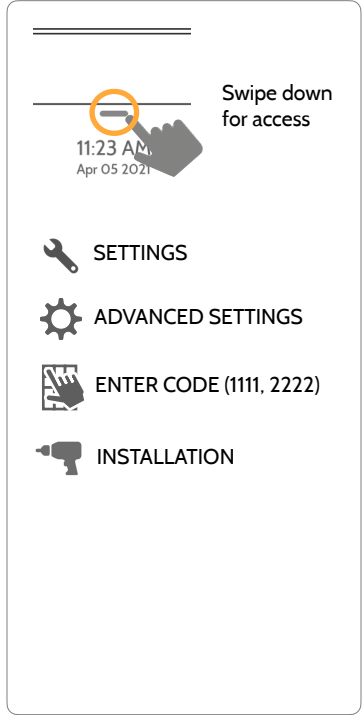 Swipe down
for access
11:23 AM
Apr 05 2021
SETTINGS
ADVANCED SETTINGS
ENTER CODE (1111, 2222)
INSTALLATION